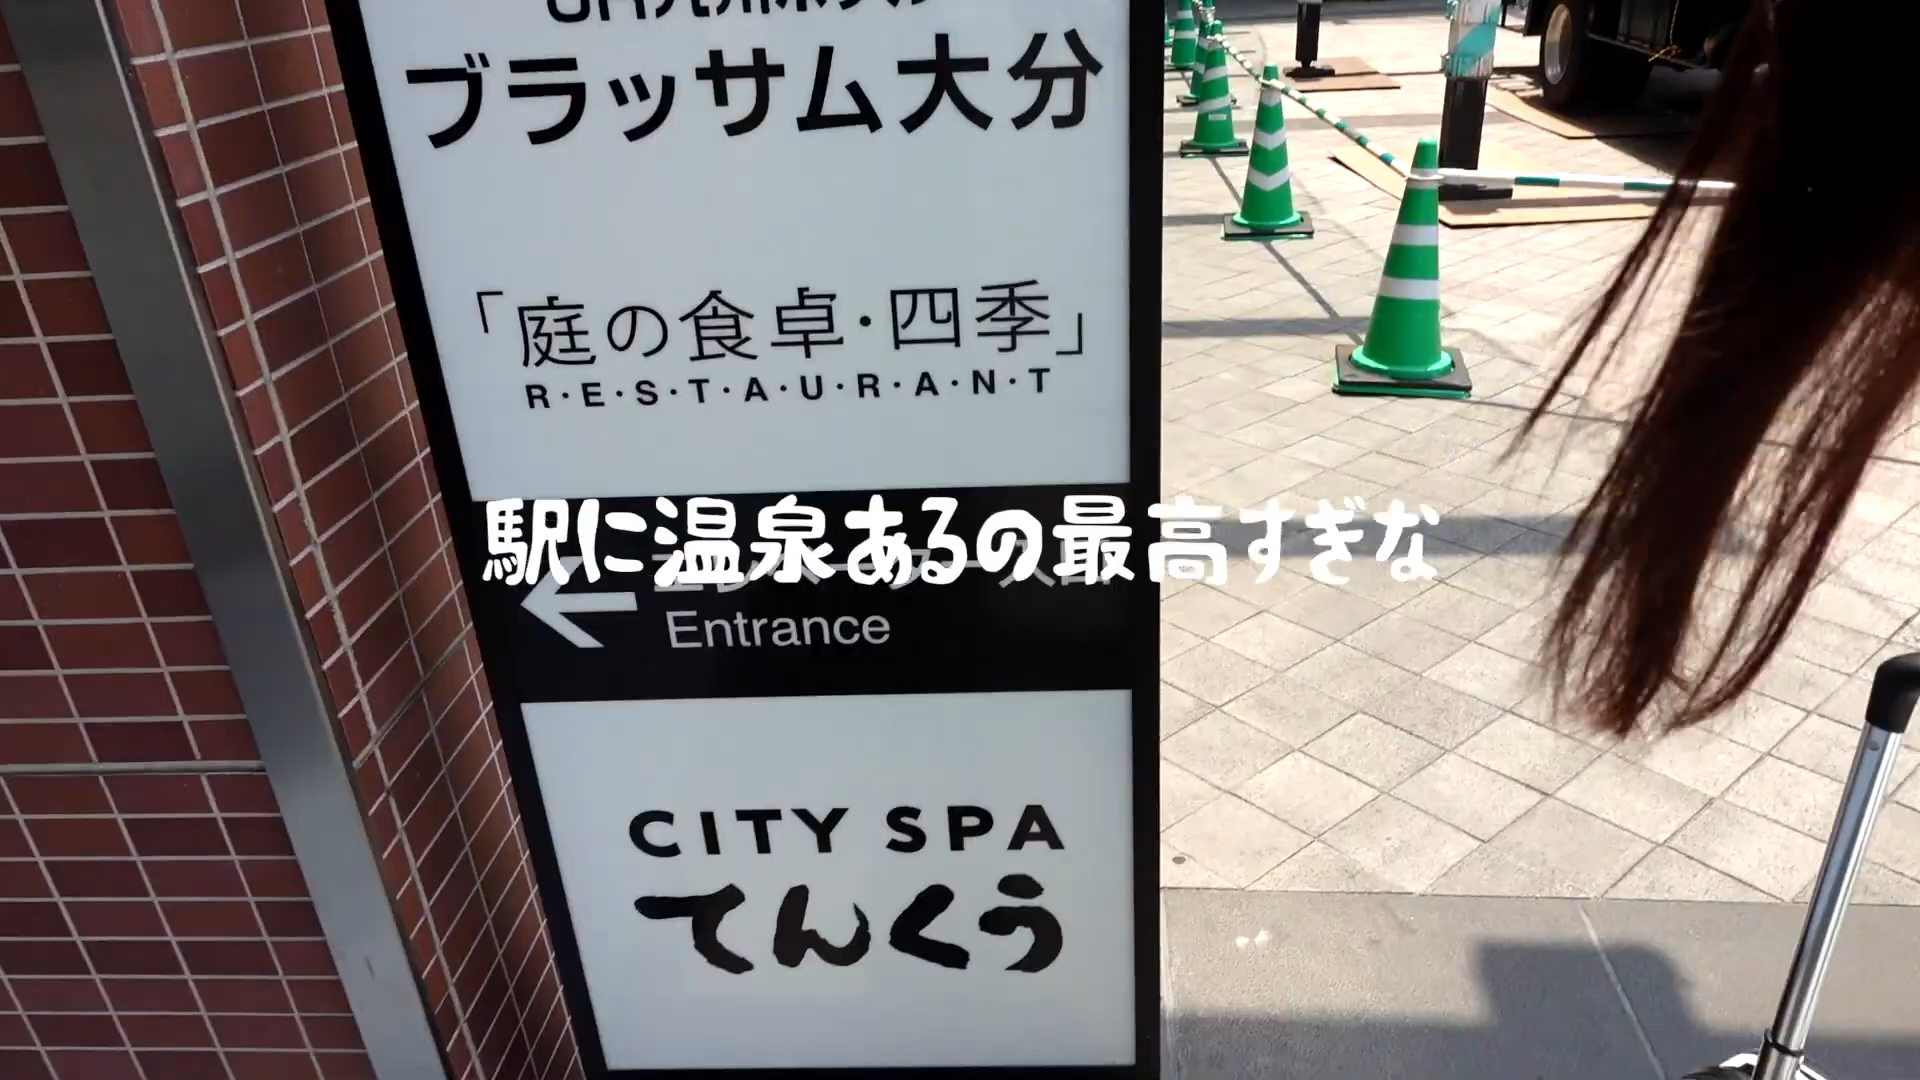 ブラッサム大分
「庭の食卓・四季」
R・E・S・T・A・U・R・A・N・T
駅に温泉あるの最高すぎな
Entrance
CITY SPA
てんくう